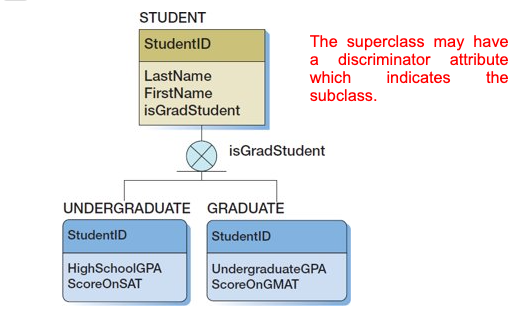 STUDENT
StudentID
LastName
FirstName
isGradStudent
The superclass may have
a discriminator attribute
which indicates the
subclass.
isGradStudent
UNDERGRADUATE
StudentID
HighSchoolGPA
ScoreOnSAT
GRADUATE
StudentID
UndergraduateGPA
ScoreOnGMAT